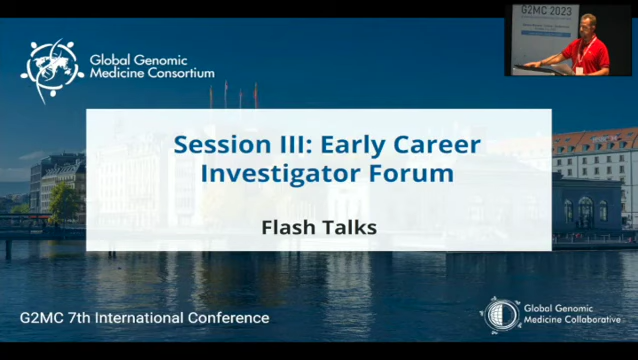 G2MC 2023
Global Genomic
Medicine Consortium
Session III: Early Career
Investigator Forum
Flash Talks
G2MC 7th International Conference
Global Genomic
Medicine Collaborative